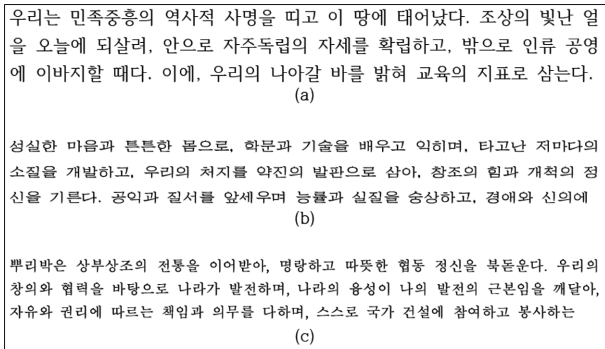 우리는 민족중흥의 역사적 사명을 띠고 이 땅에 태어났다. 조상의 빛난 얼
을 오늘에 되살려, 안으로 자주독립의 자세를 확립하고, 밖으로 인류 공영
에 이바지할 때다. 이에, 우리의 나아갈 바를 밝혀 교육의 지표로 삼는다.
(a)
성실한 마음과 튼튼한 몸으로, 학문과 기술을 배우고 익히며, 타고난 저마다의
소질을 개발하고, 우리의 처지를 약진의 발판으로 삼아, 창조의 힘과 개척의 정
신을 기른다. 공익과 질서를 앞세우며 능률과 실질을 숭상하고, 경애와 신의에
(b)
뿌리박은 상부상조의 전통을 이어받아, 명랑하고 따뜻한 협동 정신을 북돋운다. 우리의
창의와 협력을 바탕으로 나라가 발전하며, 나라의 융성이 나의 발전의 근본임을 깨달아,
자유와 권리에 따르는 책임과 의무를 다하며, 스스로 국가 건설에 참여하고 봉사하는
(c)